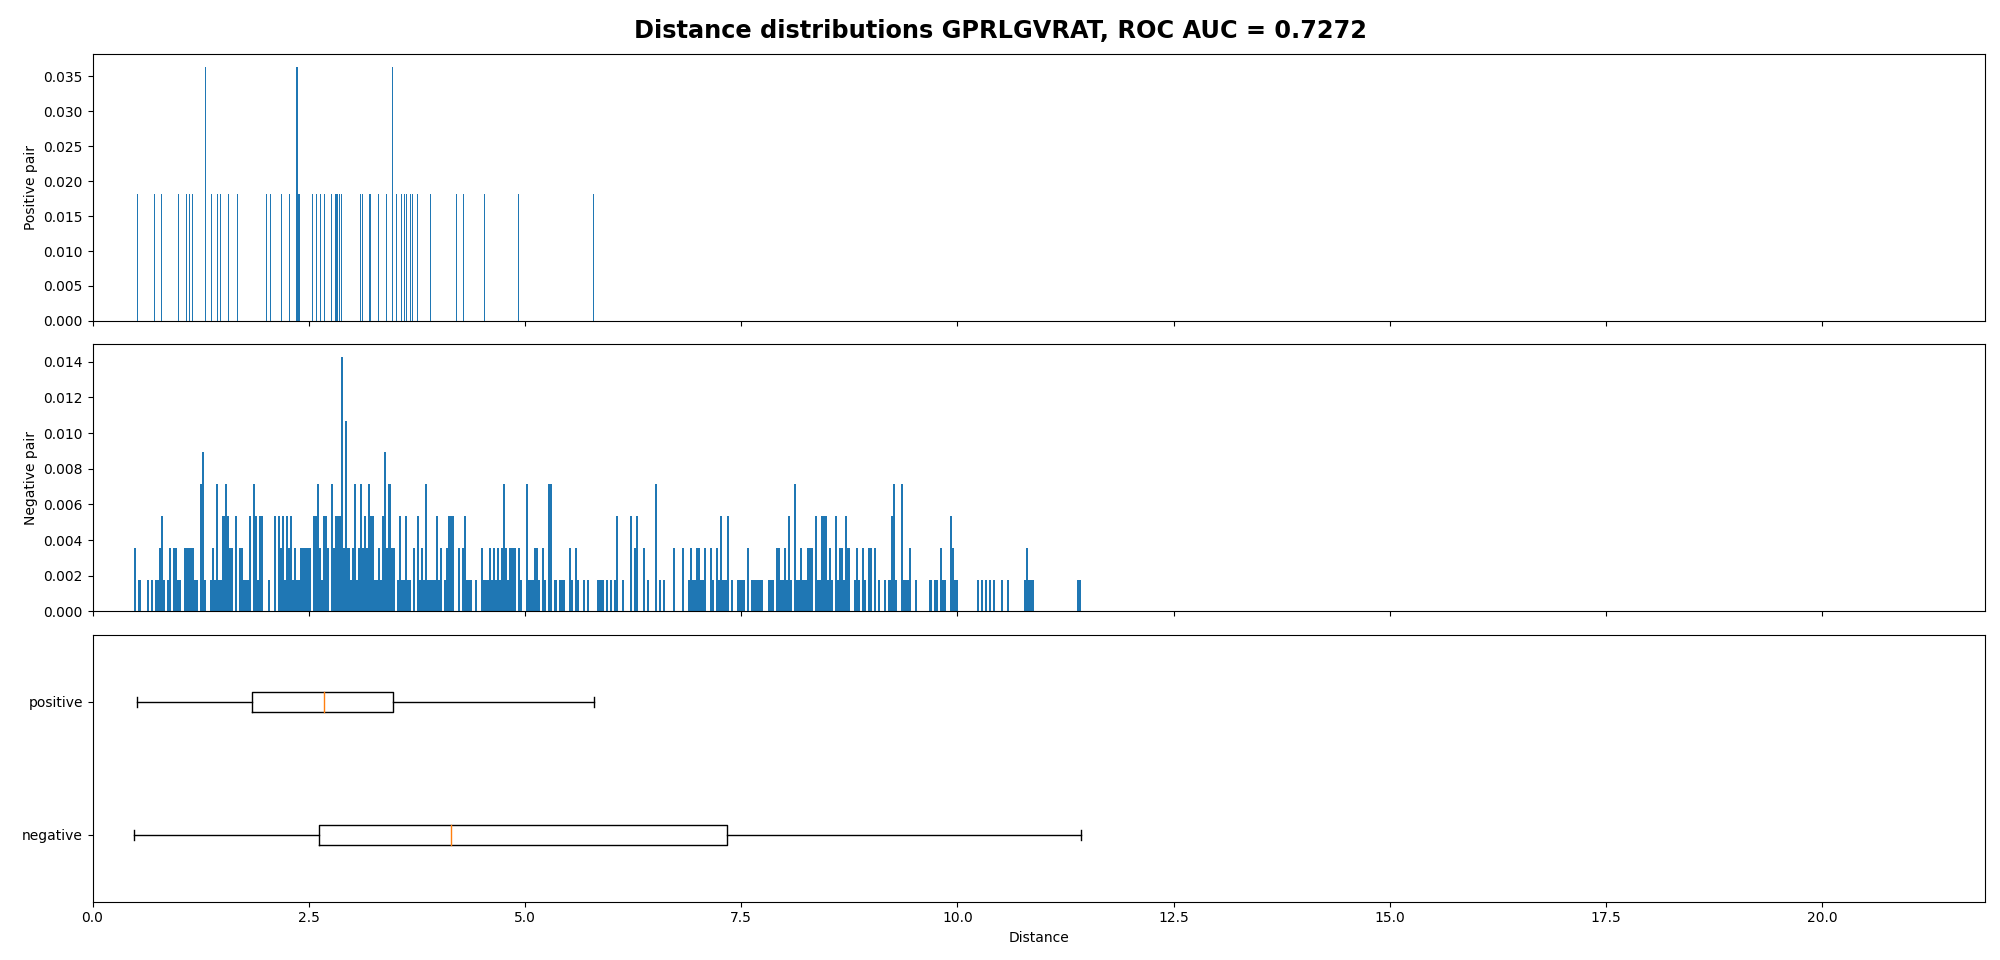 Distance distributions GPRLGVRAT, ROC AUC = 0.7272
Positive pair
0.035
0.030
0.025
0.020
0.015
0.010
0.005
0.000
Negative pair
0.014
0.012
0.010
0.008
0.006
0.004
0.002
0.000
positive
negative
0.0 2.5 5.0 7.5 10.0 12.5 15.0 17.5 20.0
Distance